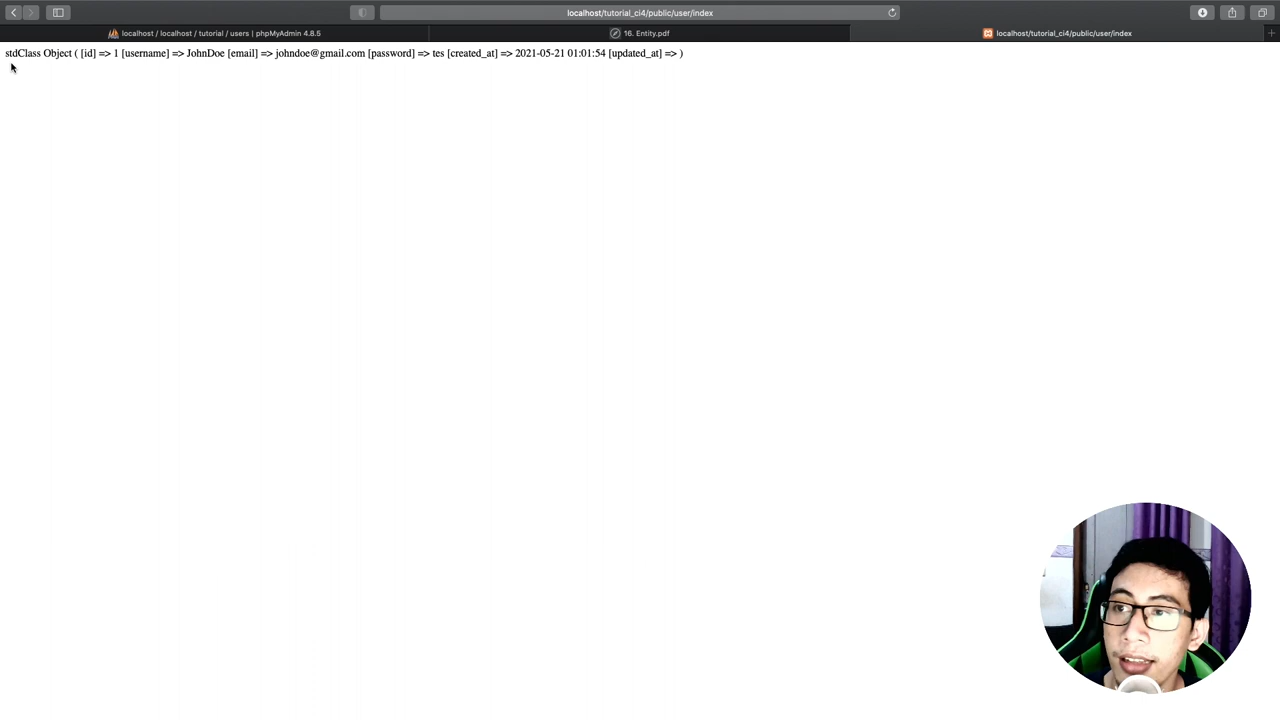 localhost/tutorial_ci4/public/user/index
localhost / localhost / tutorial / users | phpMyAdmin 4.8.5
16. Entity.pdf
localhost/tutorial_ci4/public/user/index
stdClass Object ( [id] => 1 [username] => JohnDoe [email] => johndoe@gmail.com [password] => tes [created_at] => 2021-05-21 01:01:54 [updated_at] => )